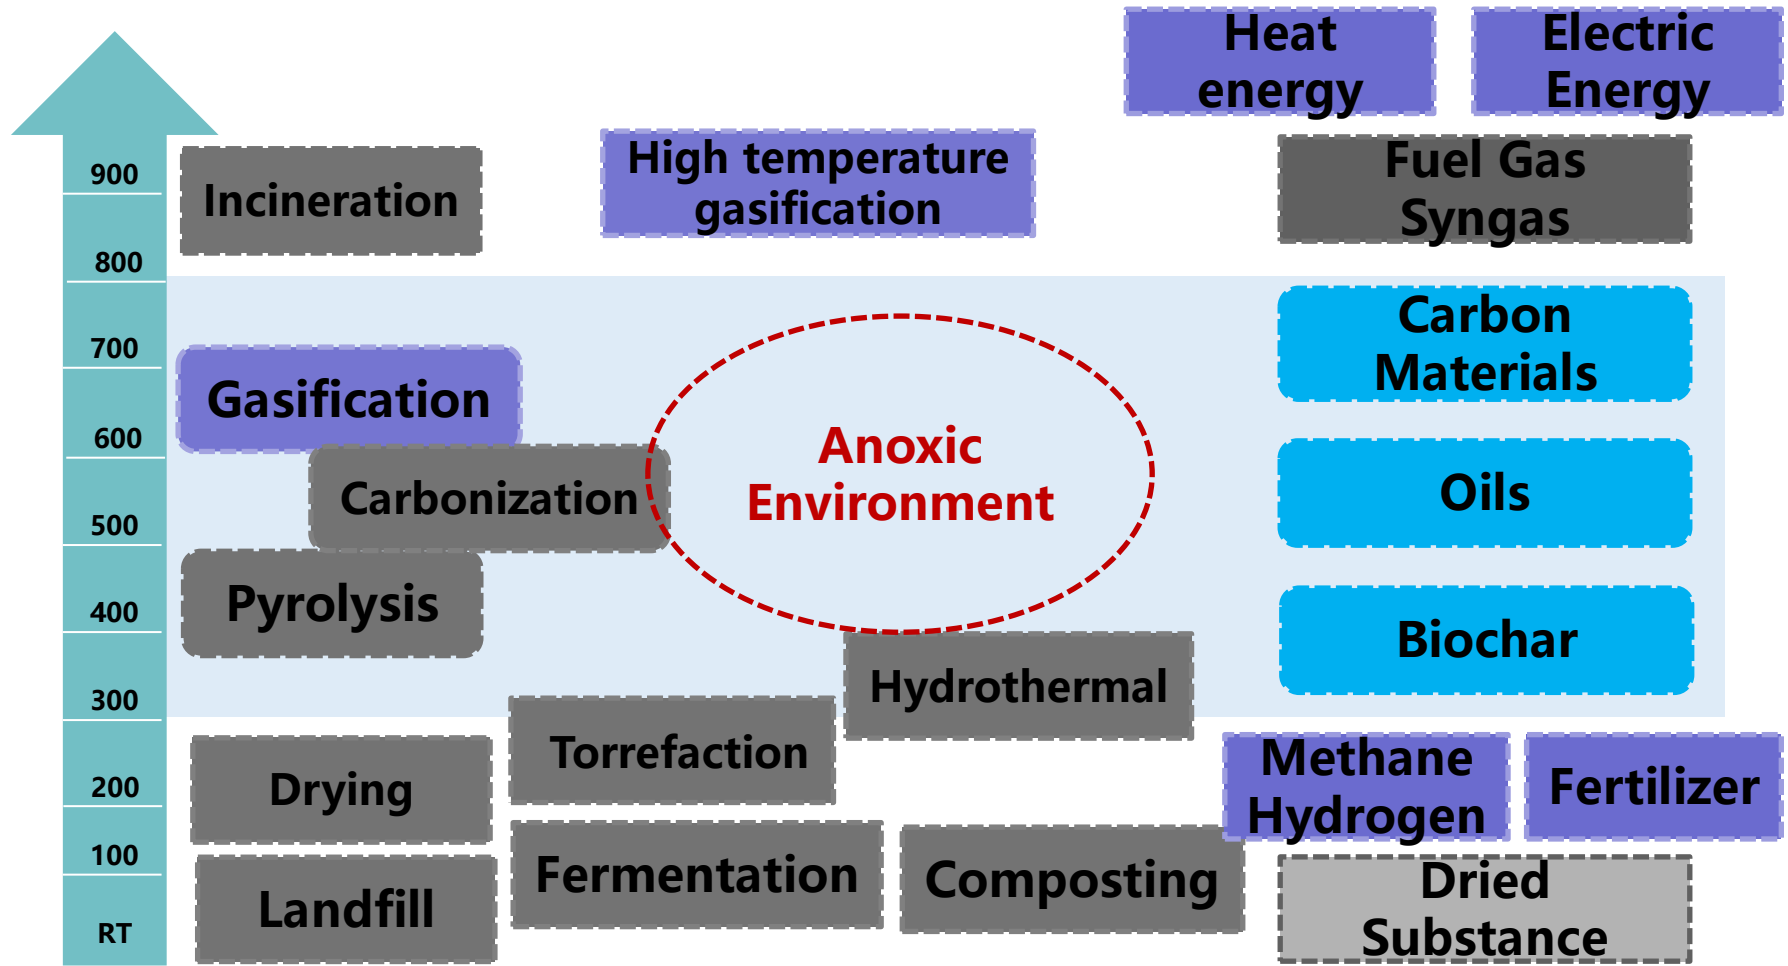 Heat
energy
Electric
Energy
900
Incineration
High temperature
gasification
Fuel Gas
Syngas
800
700
Gasification
Carbon
Materials
600
Carbonization
Anoxic
Environment
Oils
500
Pyrolysis
400
Biochar
Hydrothermal
300
Torrefaction
Drying
200
Methane
Hydrogen
Fertilizer
100
Landfill
Fermentation
Composting
Dried
Substance
RT